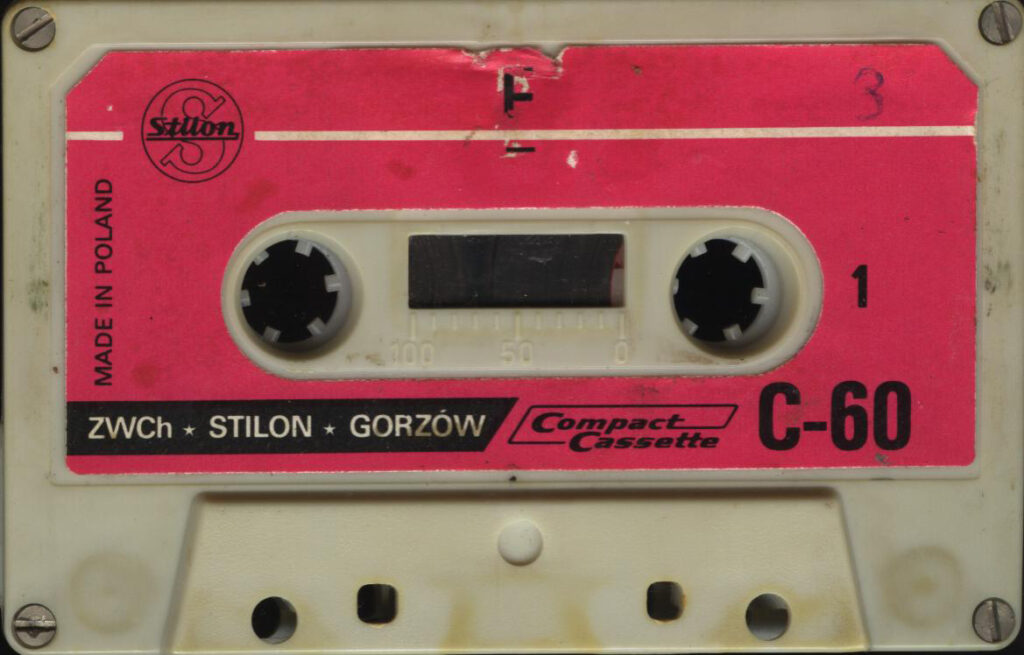 3
Stilon
MADE IN POLAND
1
100 50 0
ZWCh ★ STILON ★ GORZÓW
Compact
Cassette
C-60